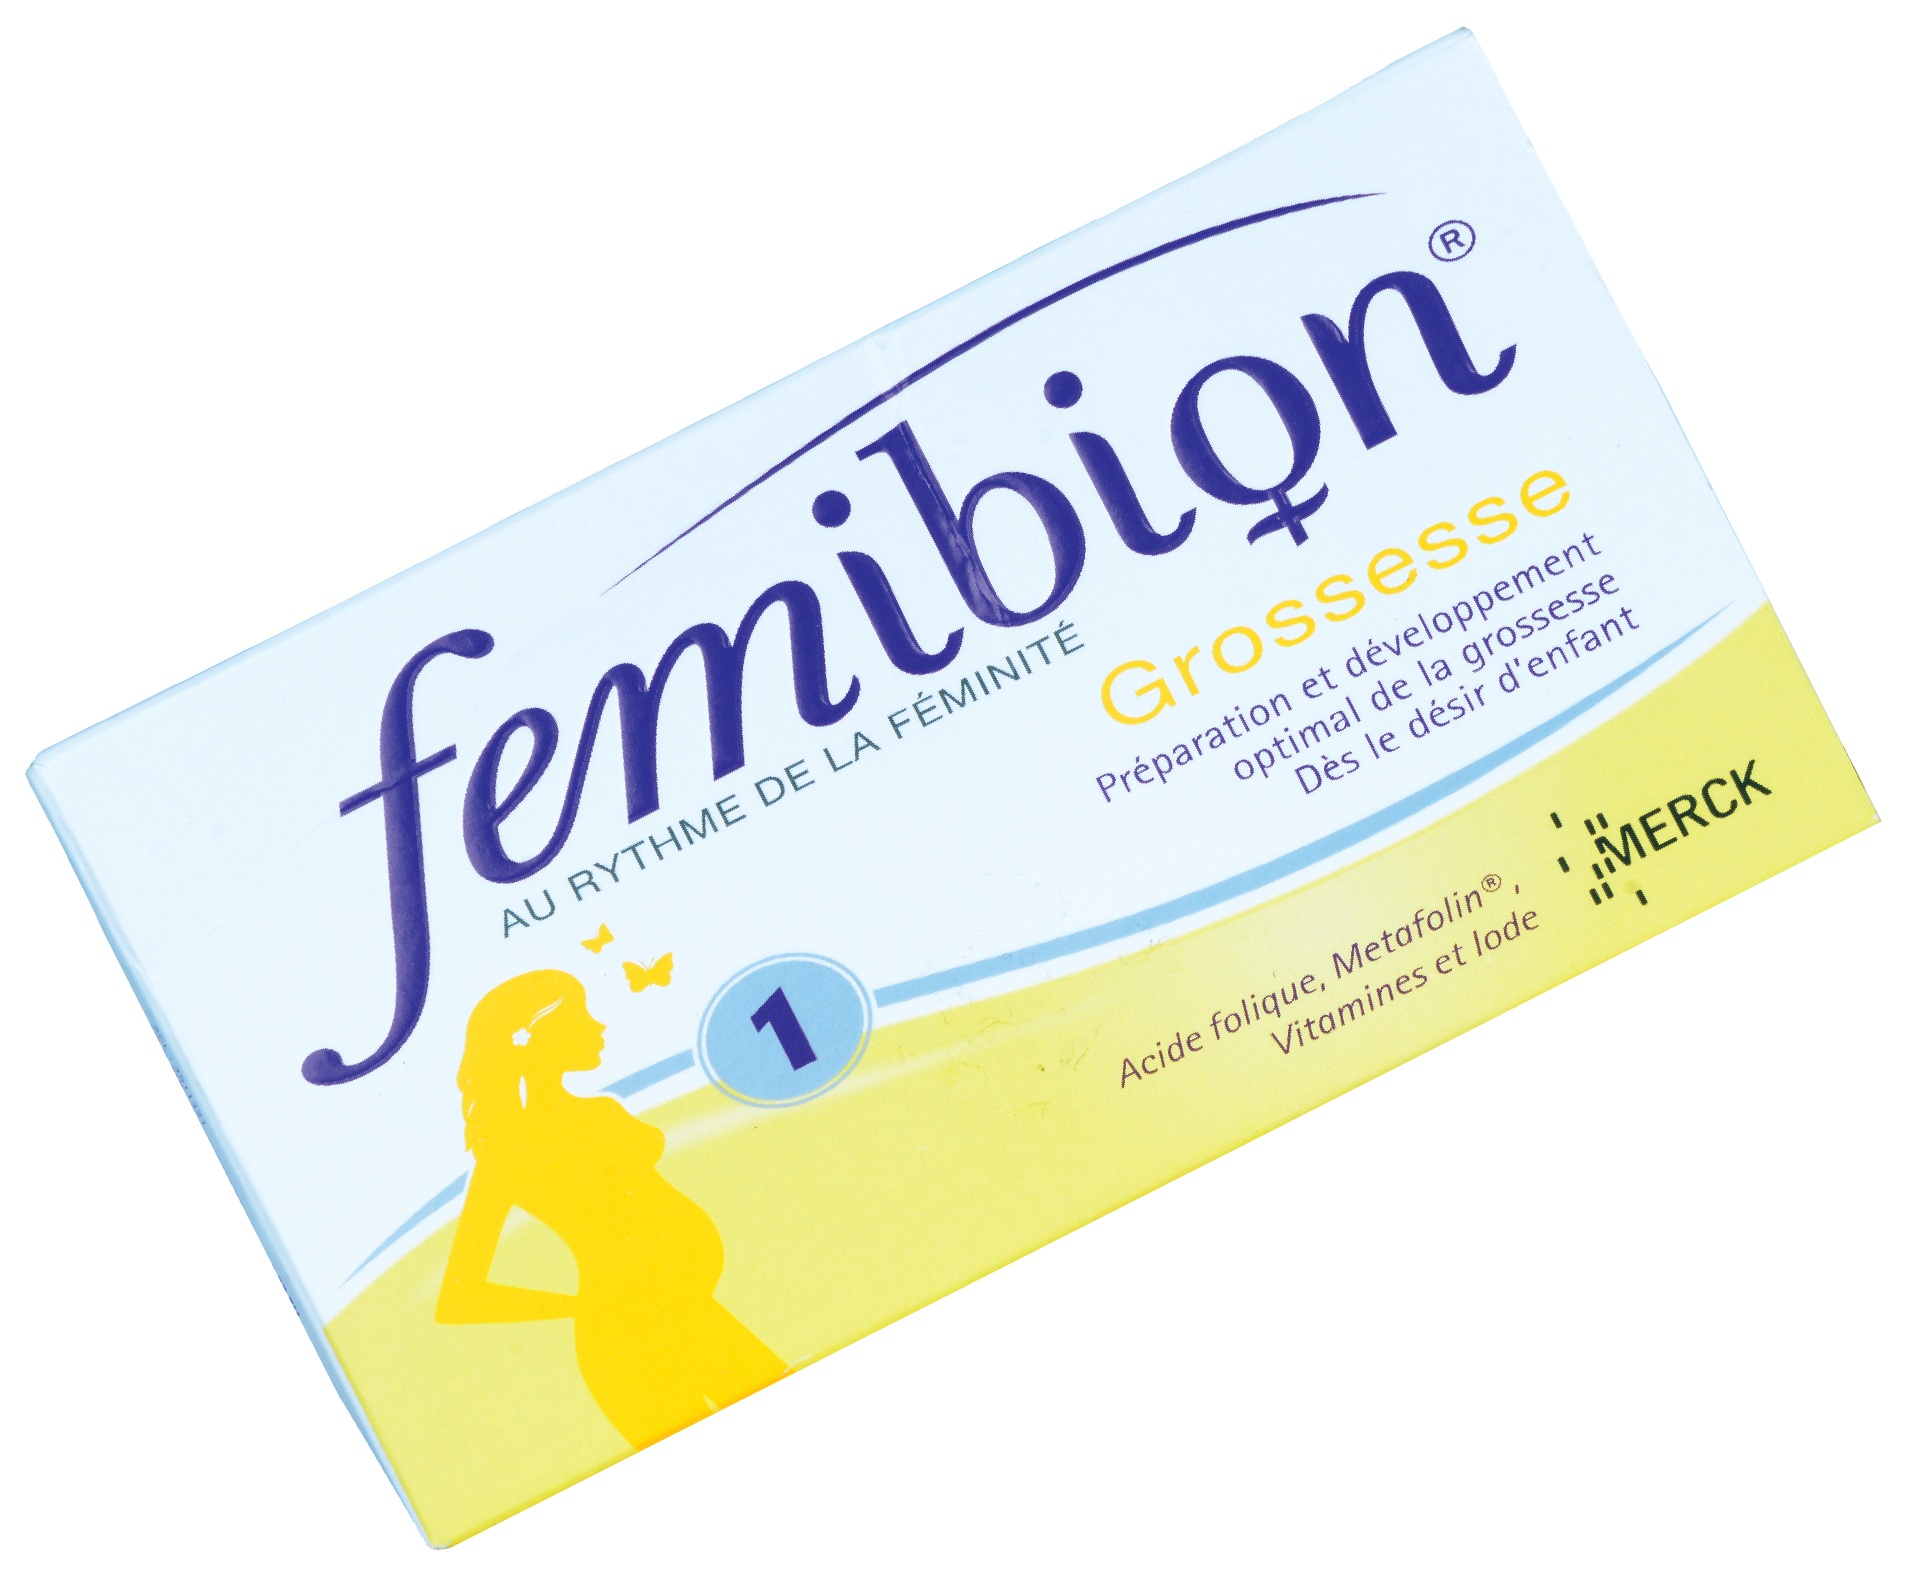 femibion®
AU RYTHME DE LA FÉMINITÉ
Grossesse
Préparation et développement
optimal de la grossesse
Dès le désir d'enfant
1
Acide folique, Metafolin®,
Vitamines et Iode
MERCK